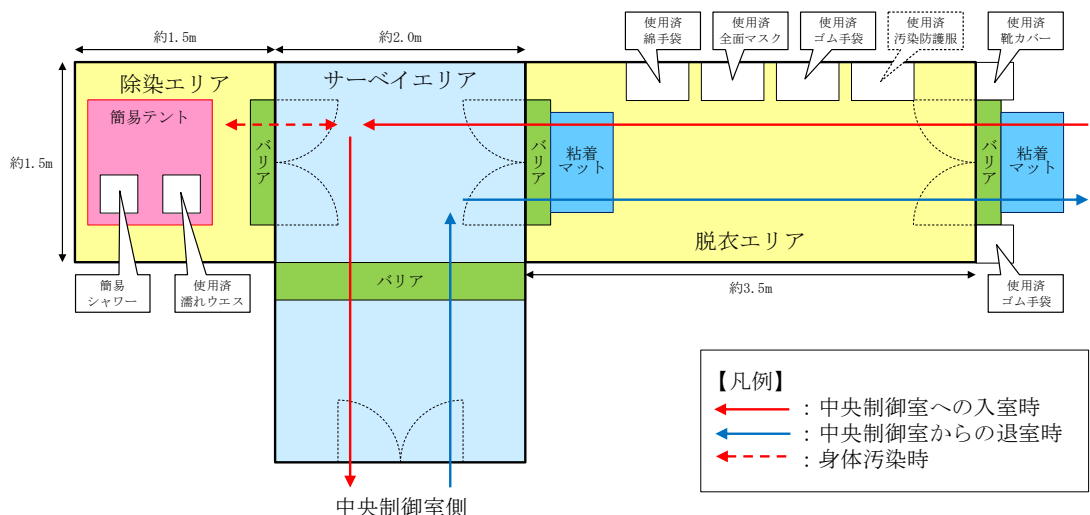 約1.5m
約2.0m
使用済
綿手袋
使用済
全面マスク
使用済
ゴム手袋
使用済
汚染防護服
使用済
靴カバー
除染エリア
サーベイエリア
簡易テント
バリア
バリア
粘着
マット
バリア
粘着
マット
約1.5m
脱衣エリア
簡易
シャワー
使用済
濡れウエス
バリア
約3.5m
使用済
ゴム手袋
【凡例】
:中央制御室への入室時
:中央制御室からの退室時
:身体汚染時
中央制御室側